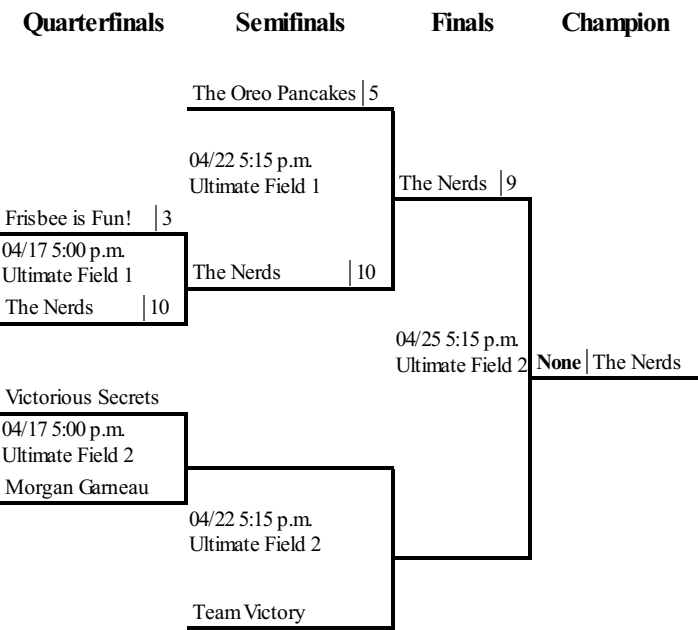 Quarterfinals Semifinals Finals Champion
The Oreo Pancakes | 5
04/22 5:15 p.m.
Ultimate Field 1
The Nerds | 9
Frisbee is Fun! | 3
04/17 5:00 p.m.
Ultimate Field 1
The Nerds | 10
The Nerds | 10
04/25 5:15 p.m.
Ultimate Field 2
None | The Nerds
Victorious Secrets
04/17 5:00 p.m.
Ultimate Field 2
Morgan Garneau
04/22 5:15 p.m.
Ultimate Field 2
Team Victory